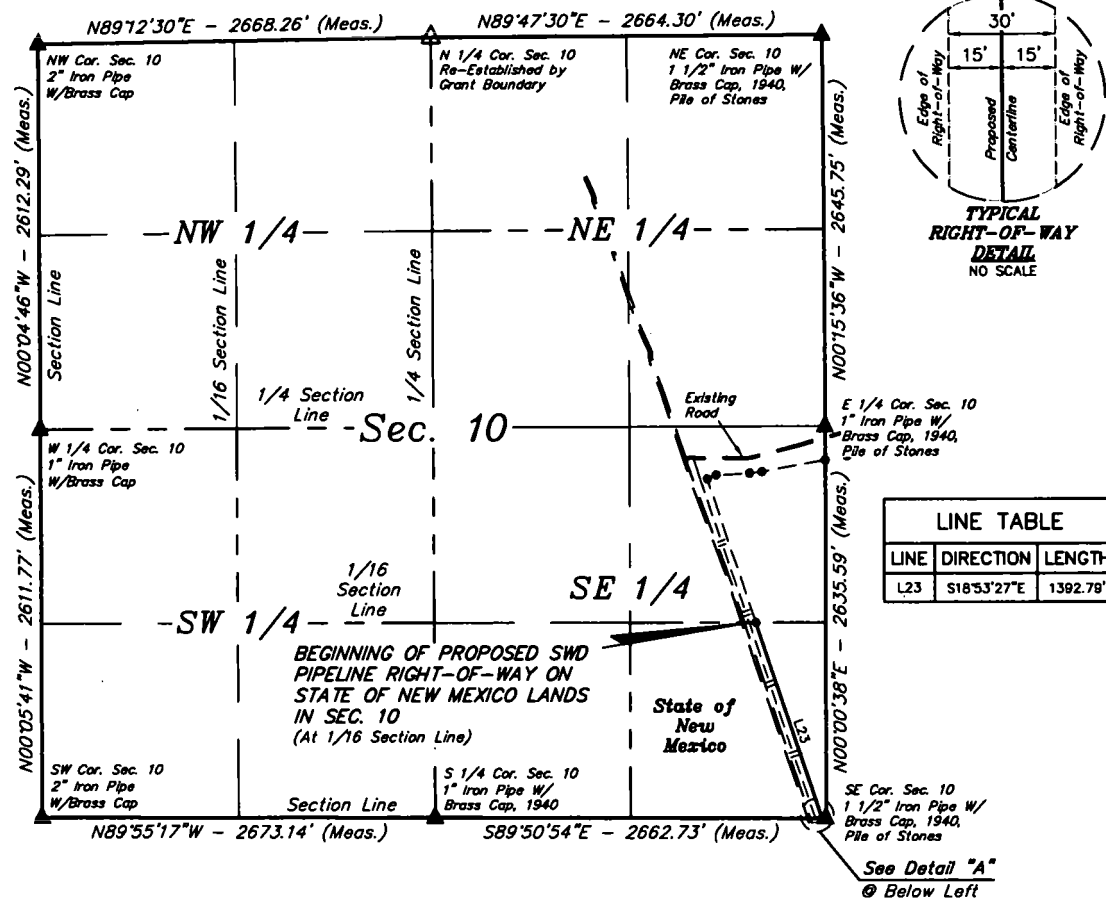 N89°12'30"E - 2668.26' (Meas.)
N89°47'30"E - 2664.30' (Meas.)
30'
15' 15'
Edge of
Right-of-Way
Proposed
Centerline
Edge of
Right-of-Way
TYPICAL
RIGHT-OF-WAY
DETAIL
NO SCALE
NW Cor. Sec. 10
2" Iron Pipe
W/Brass Cap
N 1/4 Cor. Sec. 10
Re-Established by
Grant Boundary
NE Cor. Sec. 10
1 1/2" Iron Pipe W/
Brass Cap, 1940,
Pile of Stones
N00°04'46"W - 2612.29' (Meas.)
Section Line
NW 1/4
NE 1/4
1/16 Section Line
1/4 Section Line
N00°15'36"W - 2645.75' (Meas.)
1/4 Section
Line
Sec. 10
Existing
Road
W 1/4 Cor. Sec. 10
1" Iron Pipe
W/Brass Cap
E 1/4 Cor. Sec. 10
1" Iron Pipe W/
Brass Cap, 1940,
Pile of Stones
LINE TABLE
LINE DIRECTION LENGTH
L23 S18°53'27"E 1392.79'
N00°05'41"W - 2611.77' (Meas.)
1/16
Section
Line
SW 1/4
SE 1/4
N00°00'38"E - 2635.59' (Meas.)
BEGINNING OF PROPOSED SWD
PIPELINE RIGHT-OF-WAY ON
STATE OF NEW MEXICO LANDS
IN SEC. 10
(At 1/16 Section Line)
State of
New
Mexico
L23
SW Cor. Sec. 10
2" Iron Pipe
W/Brass Cap
Section Line
S 1/4 Cor. Sec. 10
1" Iron Pipe W/
Brass Cap, 1940
SE Cor. Sec. 10
1 1/2" Iron Pipe W/
Brass Cap, 1940,
Pile of Stones
N89°55'17"W - 2673.14' (Meas.)
S89°50'54"E - 2662.73' (Meas.)
See Detail "A"
@ Below Left